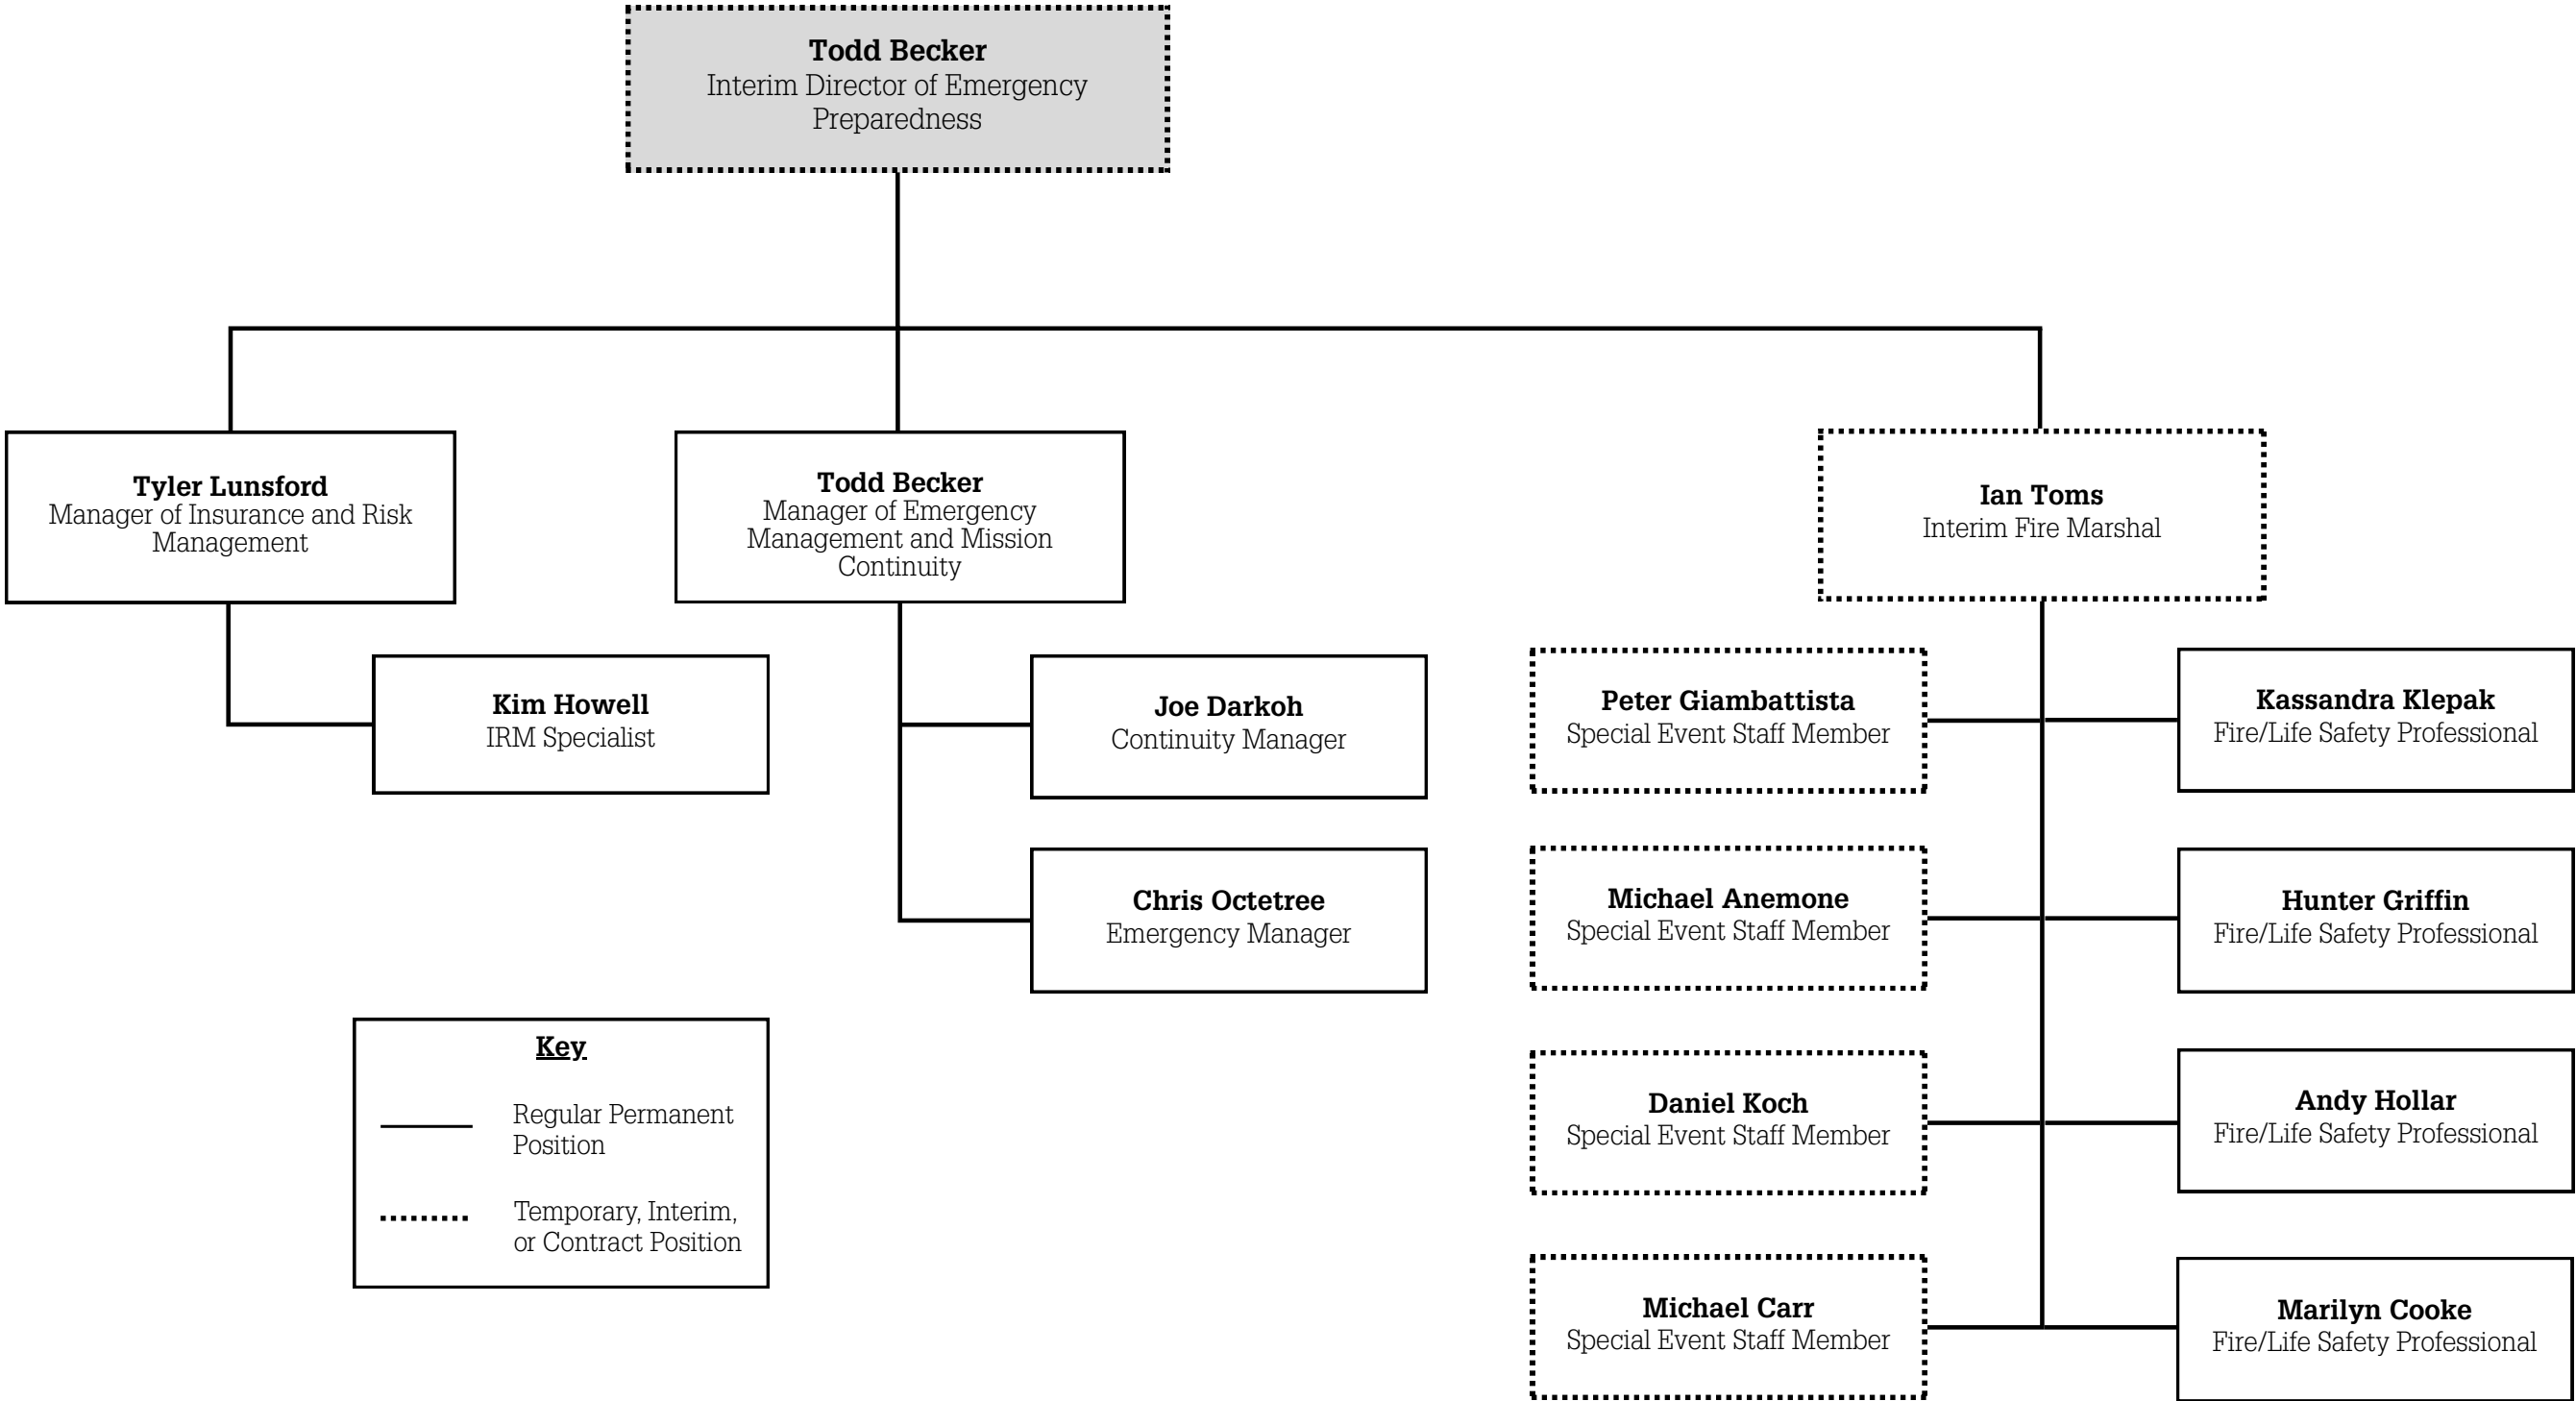 Todd Becker
Interim Director of Emergency
Preparedness
Tyler Lunsford
Manager of Insurance and Risk
Management
Todd Becker
Manager of Emergency
Management and Mission
Continuity
Ian Toms
Interim Fire Marshal
Kim Howell
IRM Specialist
Joe Darkoh
Continuity Manager
Chris Octetree
Emergency Manager
Peter Giambattista
Special Event Staff Member
Kassandra Klepak
Fire/Life Safety Professional
Michael Anemone
Special Event Staff Member
Hunter Griffin
Fire/Life Safety Professional
Daniel Koch
Special Event Staff Member
Andy Hollar
Fire/Life Safety Professional
Michael Carr
Special Event Staff Member
Marilyn Cooke
Fire/Life Safety Professional
Key
Regular Permanent
Position
Temporary, Interim,
or Contract Position